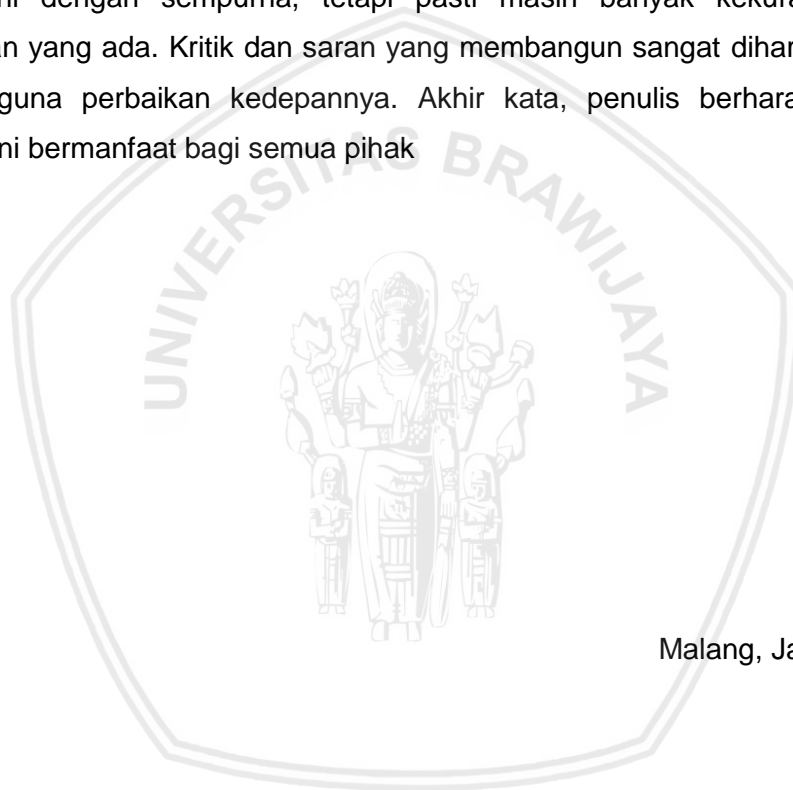 ni dengan sempurna, tetapi pasti masih banyak kekura
an yang ada. Kritik dan saran yang membangun sangat dihar
guna perbaikan kedepannya. Akhir kata, penulis berhara
ni bermanfaat bagi semua pihak
UNIVERSITAS BRAWIJAYA
Malang, Ja